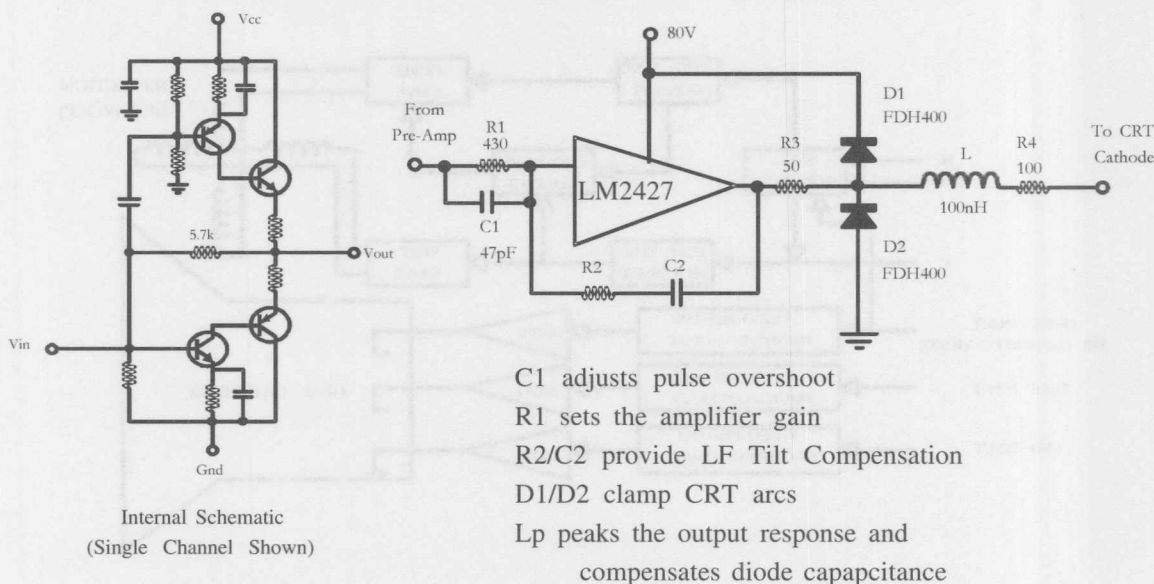 Vcc
5.7k
Vout
Vin
Gnd
Internal Schematic
(Single Channel Shown)
80V
From
Pre-Amp
R1
430
C1
47pF
LM2427
R2
C2
R3
50
D1
FDH400
D2
FDH400
L
100nH
R4
100
To CRT
Cathode
C1 adjusts pulse overshoot
R1 sets the amplifier gain
R2/C2 provide LF Tilt Compensation
D1/D2 clamp CRT arcs
Lp peaks the output response and
compensates diode capapcitance